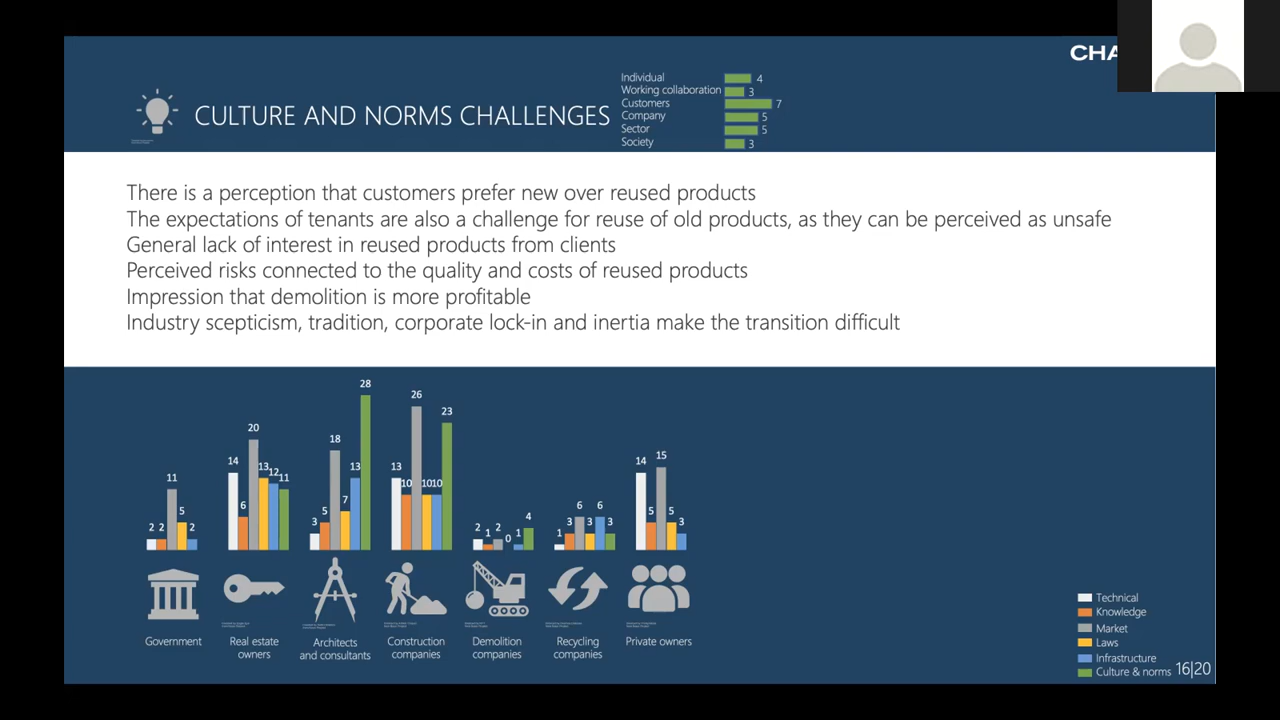 CHA
Individual 4
Working collaboration 3
Customers 7
Company 5
Sector 5
Society 3
CULTURE AND NORMS CHALLENGES
There is a perception that customers prefer new over reused products
The expectations of tenants are also a challenge for reuse of old products, as they can be perceived as unsafe
General lack of interest in reused products from clients
Perceived risks connected to the quality and costs of reused products
Impression that demolition is more profitable
Industry scepticism, tradition, corporate lock-in and inertia make the transition difficult
2 2 11 5 2
14 6 20 13 12 11
3 5 18 7 13 28
13 10 26 10 10 23
2 1 2 0 1 4
1 3 6 3 6 3
14 5 15 5 3
Government
Real estate
owners
Architects
and consultants
Construction
companies
Demolition
companies
Recycling
companies
Private owners
Technical
Knowledge
Market
Laws
Infrastructure
Culture & norms
16|20